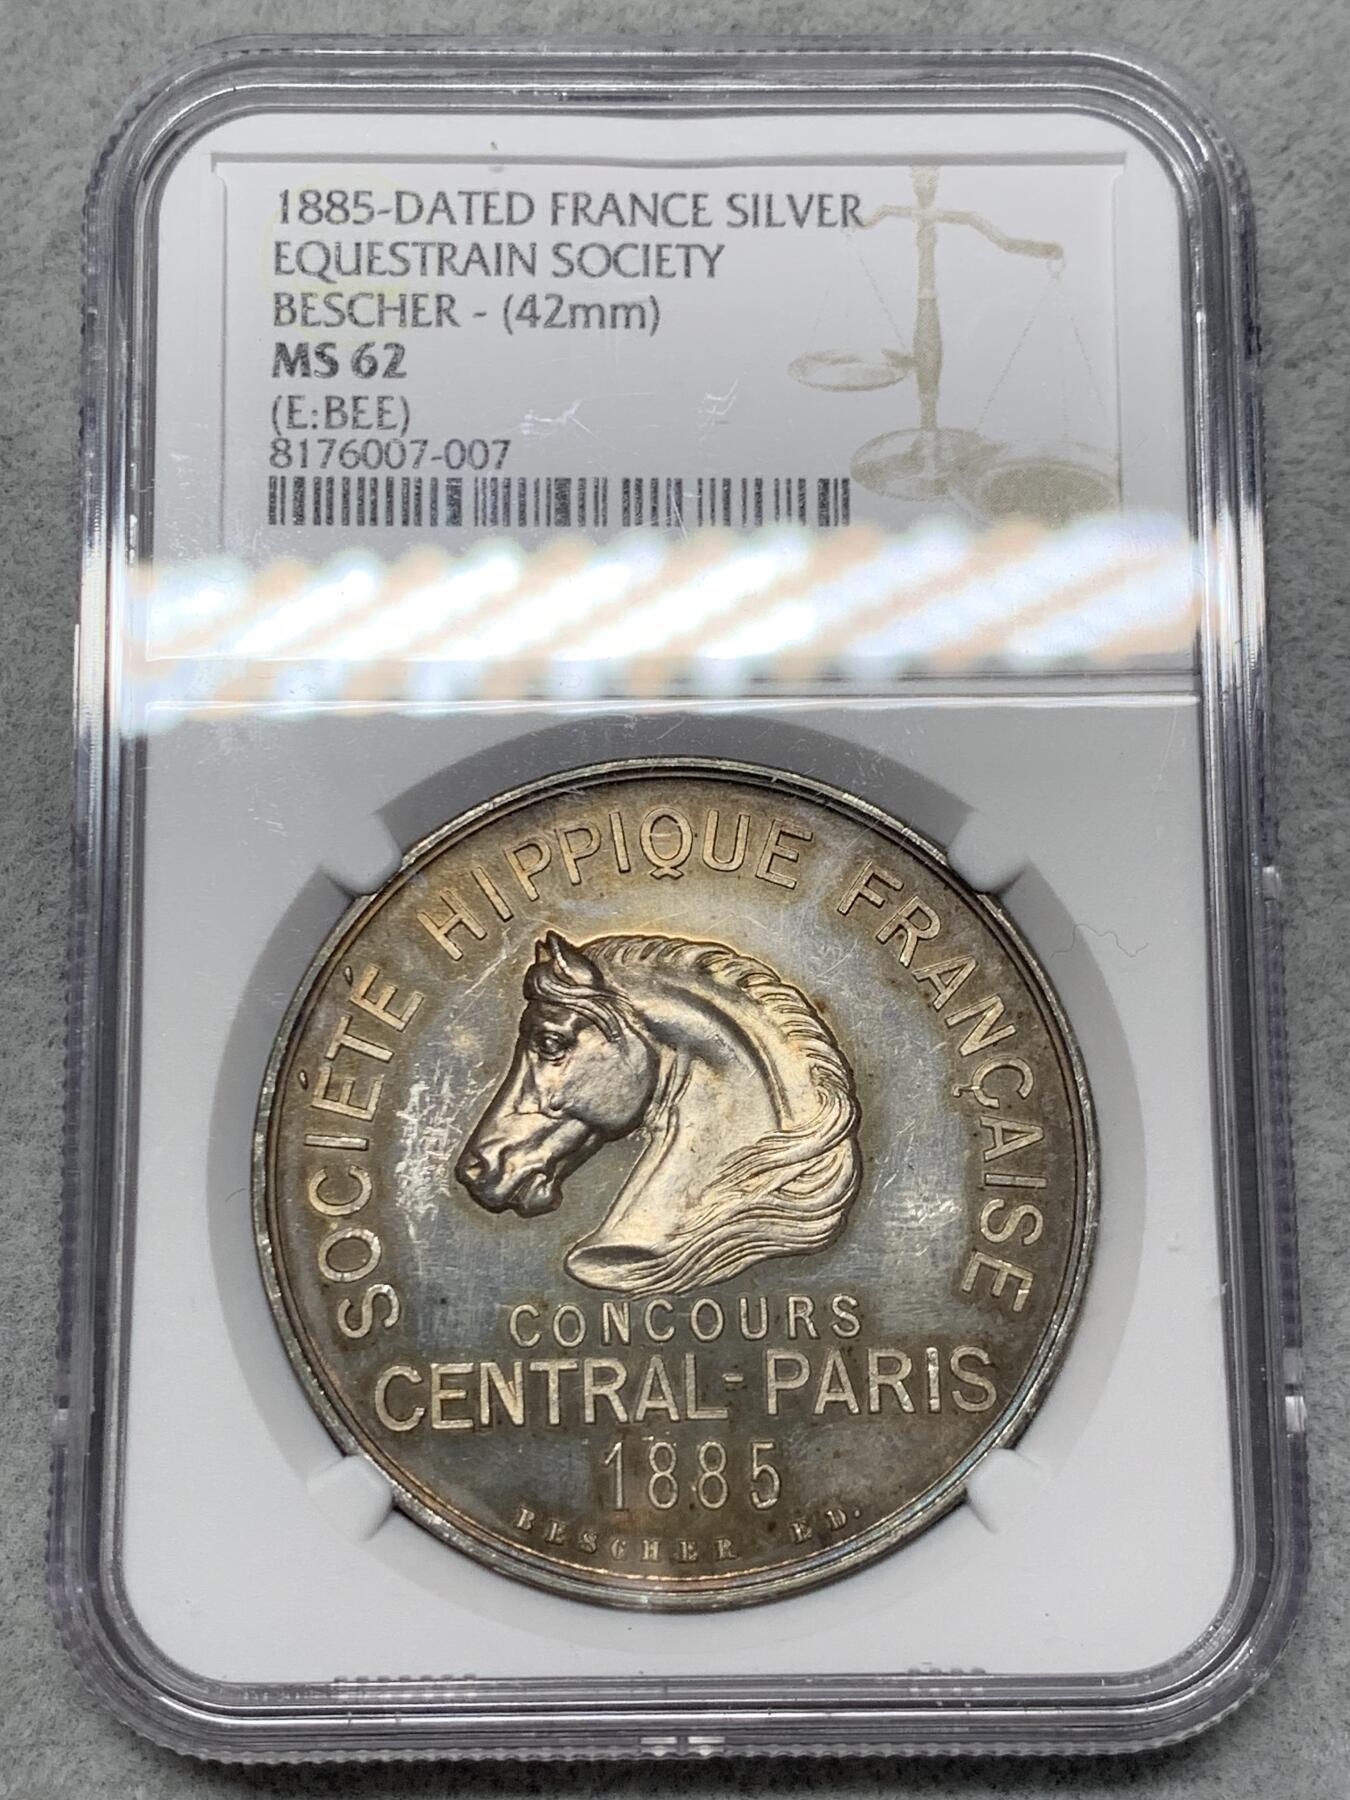 1885-DATED FRANCE SILVER
EQUESTRAIN SOCIETY
BESCHER - (42mm)
MS 62
(E:BEE)
8176007-007
SOCIÉTÉ HIPPIQUE FRANÇAISE
CONCOURS
CENTRAL-PARIS
1885
BESCHER ED.